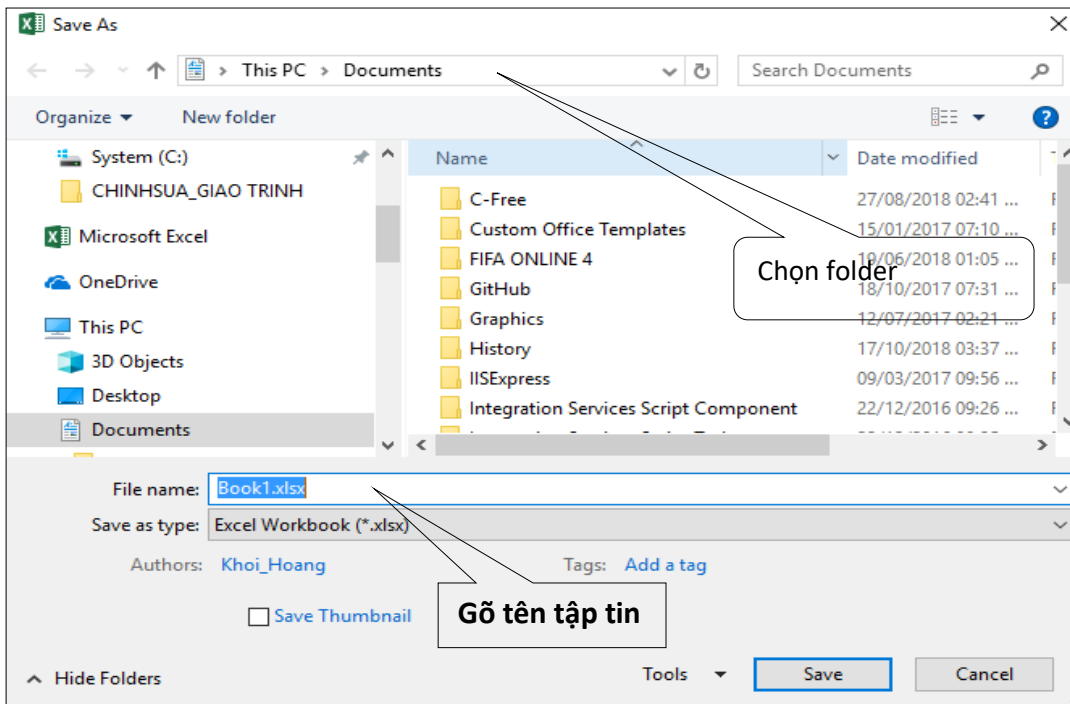 Save As
This PC > Documents
Search Documents
Organize
New folder
System (C:)
CHINHSUA_GIAO TRINH
Microsoft Excel
OneDrive
This PC
3D Objects
Desktop
Documents
Name Date modified
C-Free 27/08/2018 02:41 ...
Custom Office Templates 15/01/2017 07:10 ...
FIFA ONLINE 4 19/06/2018 01:05 ...
GitHub 18/10/2017 07:31 ...
Graphics 12/07/2017 02:21 ...
History 17/10/2018 03:37 ...
IISExpress 09/03/2017 09:56 ...
Integration Services Script Component 22/12/2016 09:26 ...
Chọn folder
File name: Book1.xlsx
Save as type: Excel Workbook (*.xlsx)
Authors: Khoi_Hoang Tags: Add a tag
Gõ tên tập tin
Save Thumbnail
Hide Folders
Tools Save Cancel